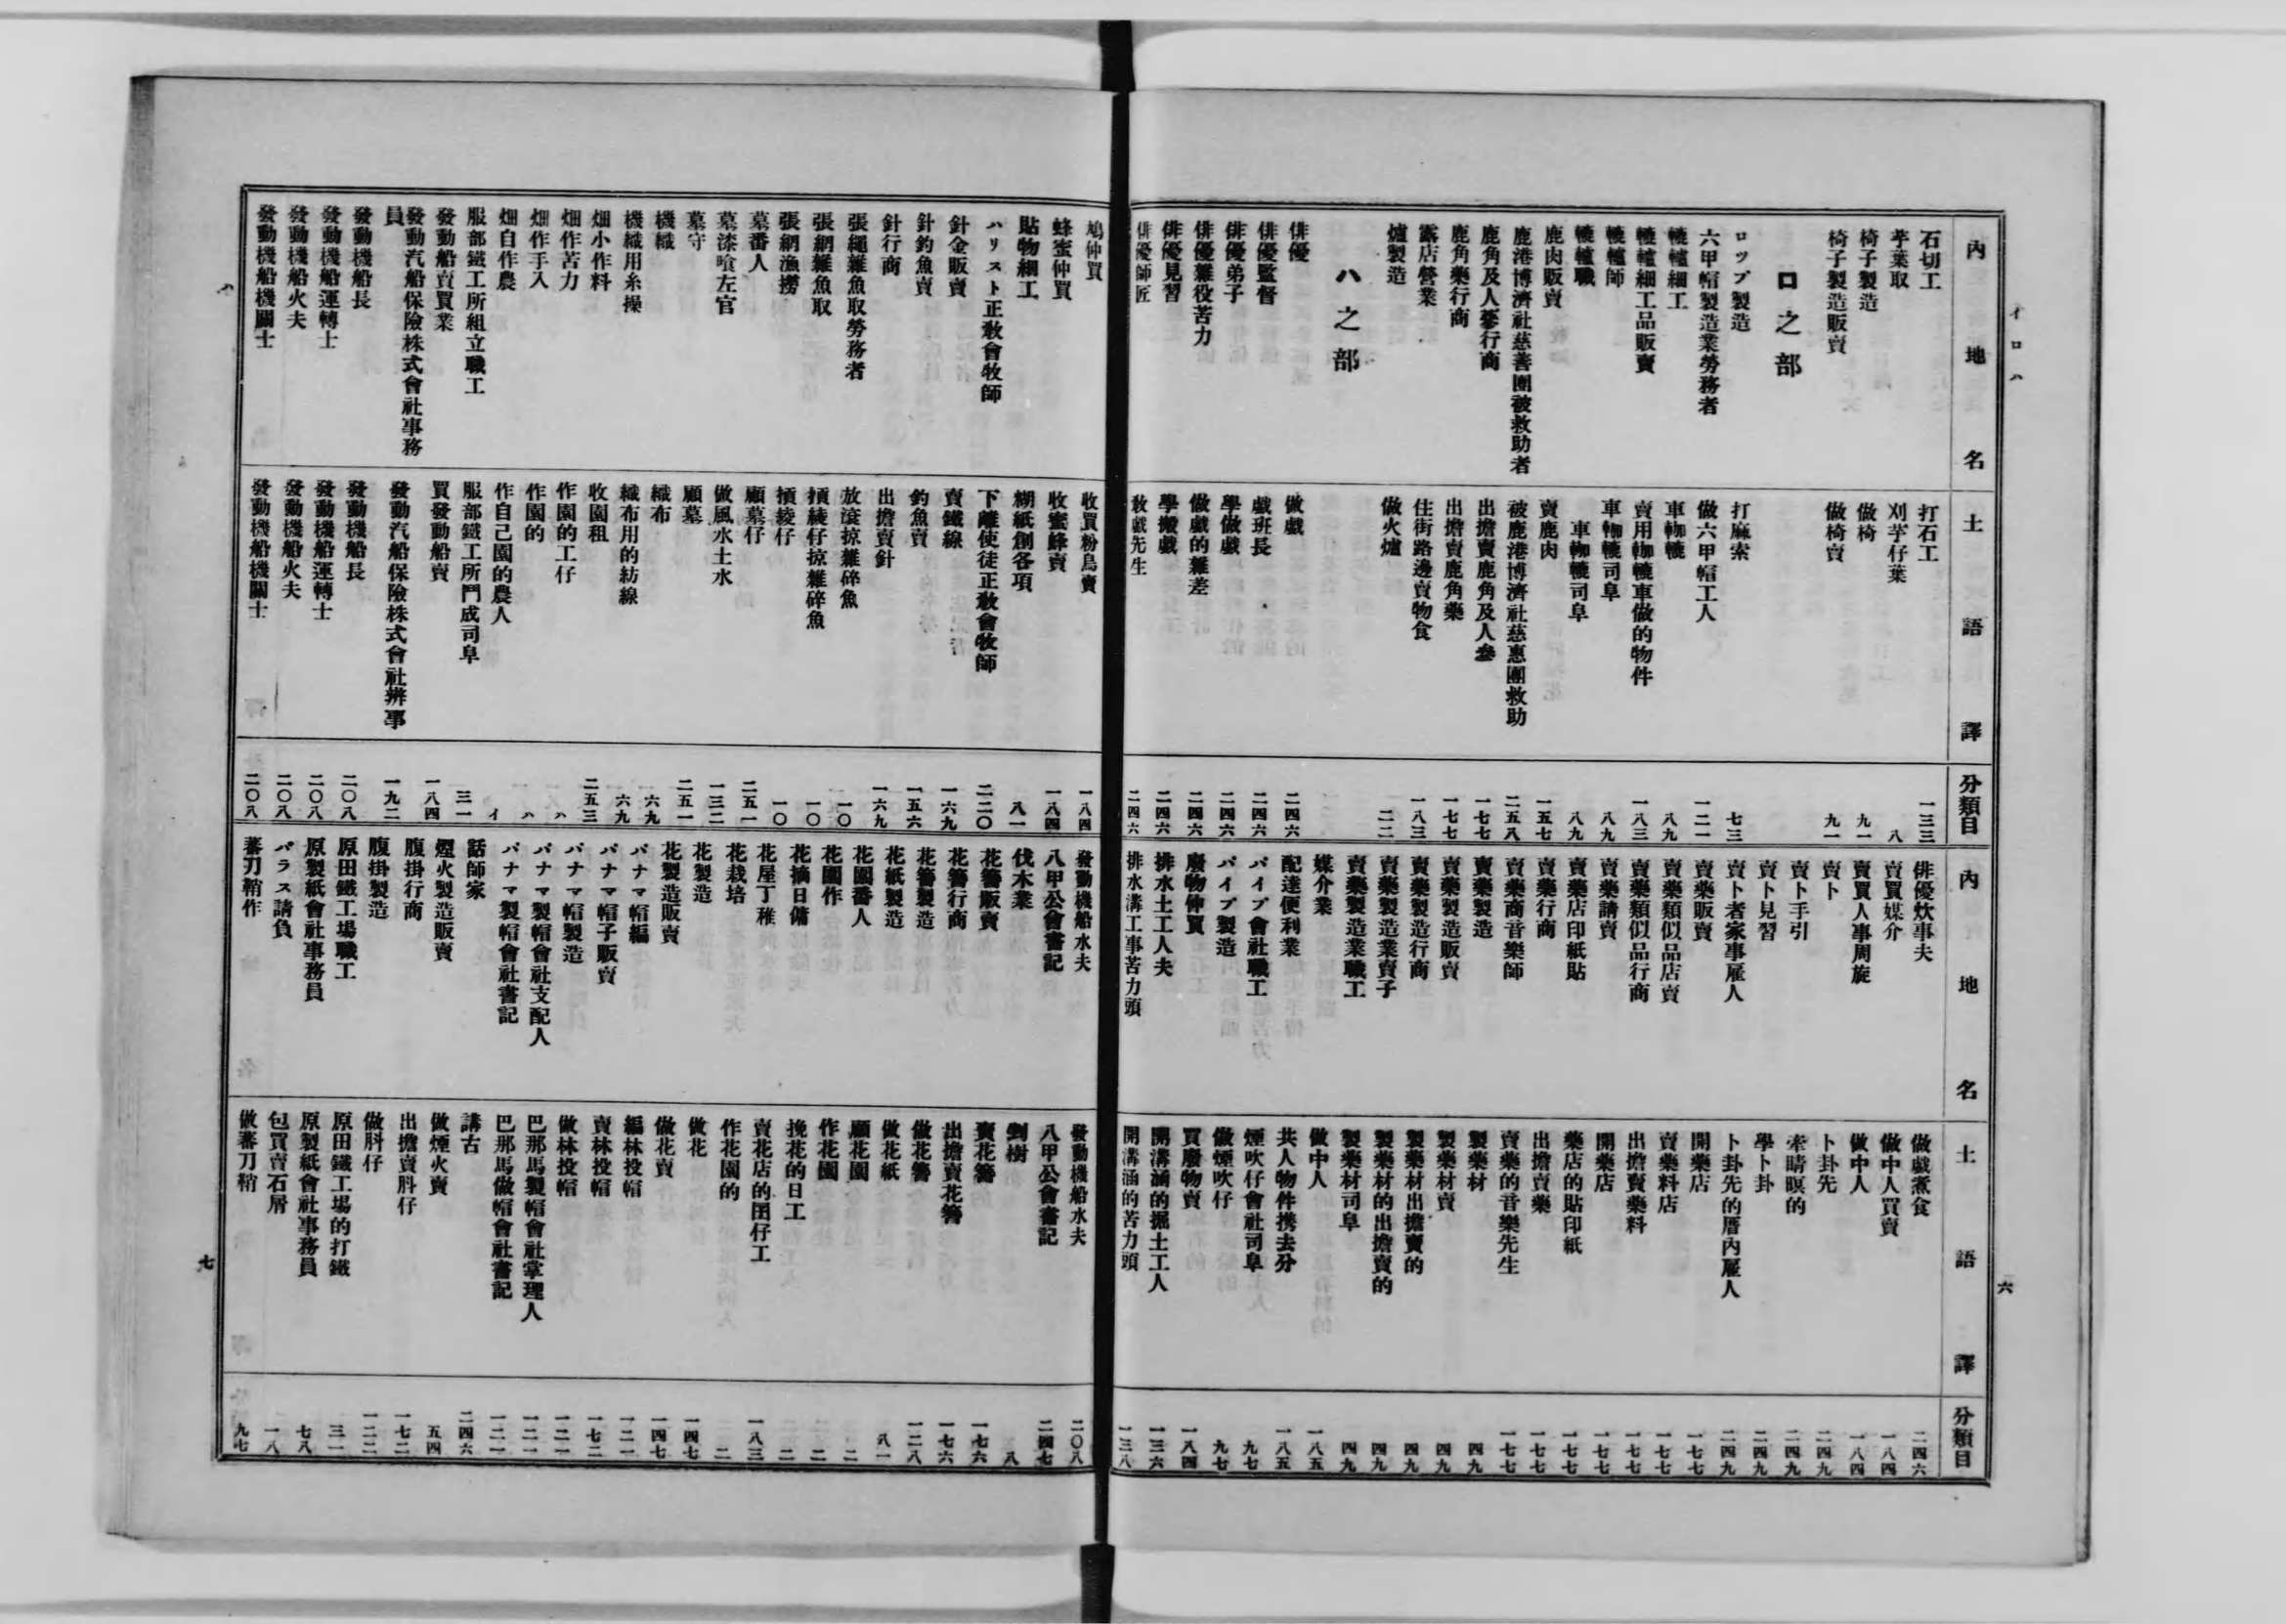 イロハ
內地名 土語譯 分類目
石切工 打石工 一三三
芋葉取 刈芋仔葉 八
椅子製造 做椅 九一
椅子製造販賣 做椅賣 九一
ロ之部
ロップ製造 打麻索 七三
六甲帽製造業勞務者 做六甲帽工人 一二一
轆轤細工 車𨍏轆 八九
轆轤細工品販賣 賣用𨍏轆車做的物件 一八三
轆轤師 車𨍏轆司阜 八九
轆轤職 車𨍏轆司阜 八九
鹿肉販賣 賣鹿肉 一五七
鹿港博濟社慈善團被救助者 被鹿港博濟社慈惠團救助 二五八
鹿角及人蔘行商 出擔賣鹿角及人參 一七七
鹿角藥行商 出擔賣鹿角藥 一七七
露店營業 住街路邊賣物食 一八三
爐製造 做火爐 二二
ハ之部
俳優 做戲 二四六
俳優監督 戲班長 二四六
俳優弟子 學做戲 二四六
俳優雜役苦力 做戲的雜差 二四六
俳優見習 學搬戲 二四六
俳優師匠 敎戲先生 二四六
內地名 土語譯 分類目
俳優炊事夫 做戲煮食 二四六
賣買媒介 做中人買賣 一八四
賣買人事周旋 做中人 一八四
賣卜 卜卦先 二四九
賣卜手引 牽睛暝的 二四九
賣卜見習 學卜卦 二四九
賣卜者家事雇人 卜卦先的厝內雇人 二四九
賣藥販賣 開藥店 一七七
賣藥類似品店賣 賣藥料店 一七七
賣藥類似品行商 出擔賣藥料 一七七
賣藥請賣 開藥店 一七七
賣藥店印紙貼 藥店的貼印紙 一七七
賣藥行商 出擔賣藥 一七七
賣藥商音樂師 賣藥的音樂先生 一七七
賣藥製造 製藥材 四九
賣藥製造販賣 製藥材賣 四九
賣藥製造行商 製藥材出擔賣的 四九
賣藥製造業賣子 製藥材的出擔賣的 四九
賣藥製造業職工 製藥材司阜 四九
媒介業 做中人 一八五
配達便利業 共人物件携去分 一八五
パイプ會社職工 煙吹仔會社司阜 九七
パイプ製造 做煙吹仔 九七
廢物仲買 買廢物賣 一八四
排水土工人夫 開溝涵的掘土工人 一三六
排水溝工事苦力頭 開溝涵的苦力頭 一三八
六
ハ
鳩仲買 收買粉鳥賣 一八四
蜂蜜仲買 收蜜蜂賣 一八四
貼物細工 糊紙創各項 八一
ハリスト正敎會牧師 下離使徒正敎會牧師 二二〇
針金販賣 賣鐵線 一六九
針釣魚賣 釣魚賣 一五六
針行商 出擔賣針 一六九
張繩雜魚取勞務者 放滾掠雜碎魚 一〇
張網雜魚取 摃綾仔掠雜碎魚 一〇
張網漁撈 摃綾仔 一〇
墓番人 顧墓仔 二五一
墓漆喰左官 做風水土水 一三二
墓守 顧墓 二五一
機織 織布 六九
機織用糸操 織布用的紡線 六九
畑小作料 收園租 二五三
畑作苦力 作園的工仔 ハ
畑作手入 作園的 ハ
畑自作農 作自己園的農人 イ
服部鐵工所組立職工 服部鐵工所鬥成司阜 三一
發動船賣買業 買發動船賣 一八四
發動汽船保險株式會社事務員 發動汽船保險株式會社辨事 一九二
發動機船長 發動機船長 二〇八
發動機船運轉士 發動機船運轉士 二〇八
發動機船火夫 發動機船火夫 二〇八
發動機船機關士 發動機船機關士 二〇八
發動機船水夫 發動機船水夫 二〇八
八甲公會書記 八甲公會書記 二四七
伐木業 剉樹 八
花簪販賣 賣花簪 一七六
花簪行商 出擔賣花簪 一七六
花簪製造 做花簪 一二八
花紙製造 做花紙 八一
花園番人 顧花園 二
花園作 作花園 二
花摘日傭 挽花的日工 二
花屋丁稚 賣花店的囝仔工 一八三
花栽培 作花園的 二
花製造 做花 一四七
花製造販賣 做花賣 一四七
パナマ帽編 編林投帽 一二一
パナマ帽子販賣 賣林投帽 一七二
パナマ帽製造 做林投帽 一二一
パナマ製帽會社支配人 巴那馬製帽會社掌理人 一二一
パナマ製帽會社書記 巴那馬做帽會社書記 一二一
話師家 講古 二四六
煙火製造販賣 做煙火賣 五四
腹掛行商 出擔賣肚仔 一七二
腹掛製造 做肚仔 一二二
原田鐵工場職工 原田鐵工場的打鐵 三一
原製紙會社事務員 原製紙會社事務員 七八
バラス請負 包買賣石屑 一八
蕃刀鞘作 做蕃刀鞘 九七
七